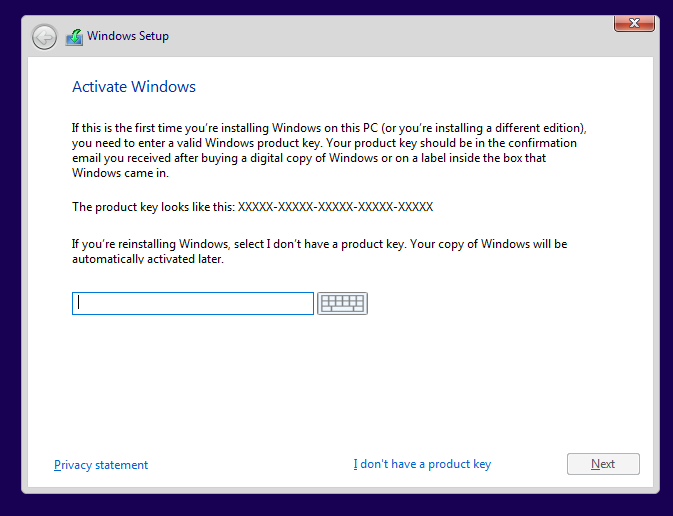 Windows Setup
Activate Windows
If this is the first time you're installing Windows on this PC (or you're installing a different edition),
you need to enter a valid Windows product key. Your product key should be in the confirmation
email you received after buying a digital copy of Windows or on a label inside the box that
Windows came in.
The product key looks like this: XXXXX-XXXXX-XXXXX-XXXXX-XXXXX
If you're reinstalling Windows, select I don't have a product key. Your copy of Windows will be
automatically activated later.
Privacy statement
I don't have a product key
Next